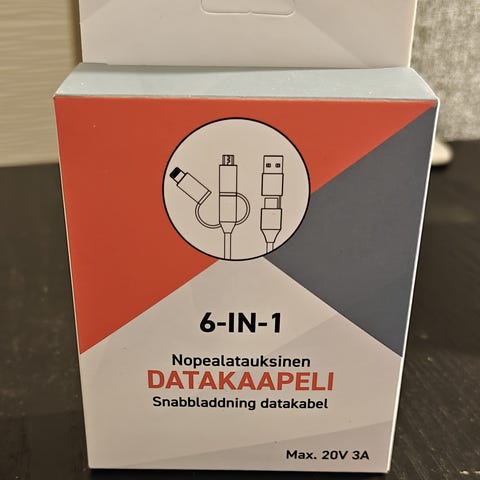 6-IN-1
Nopealatauksinen
DATAKAAPELI
Snabbladdning datakabel
Max. 20V 3A